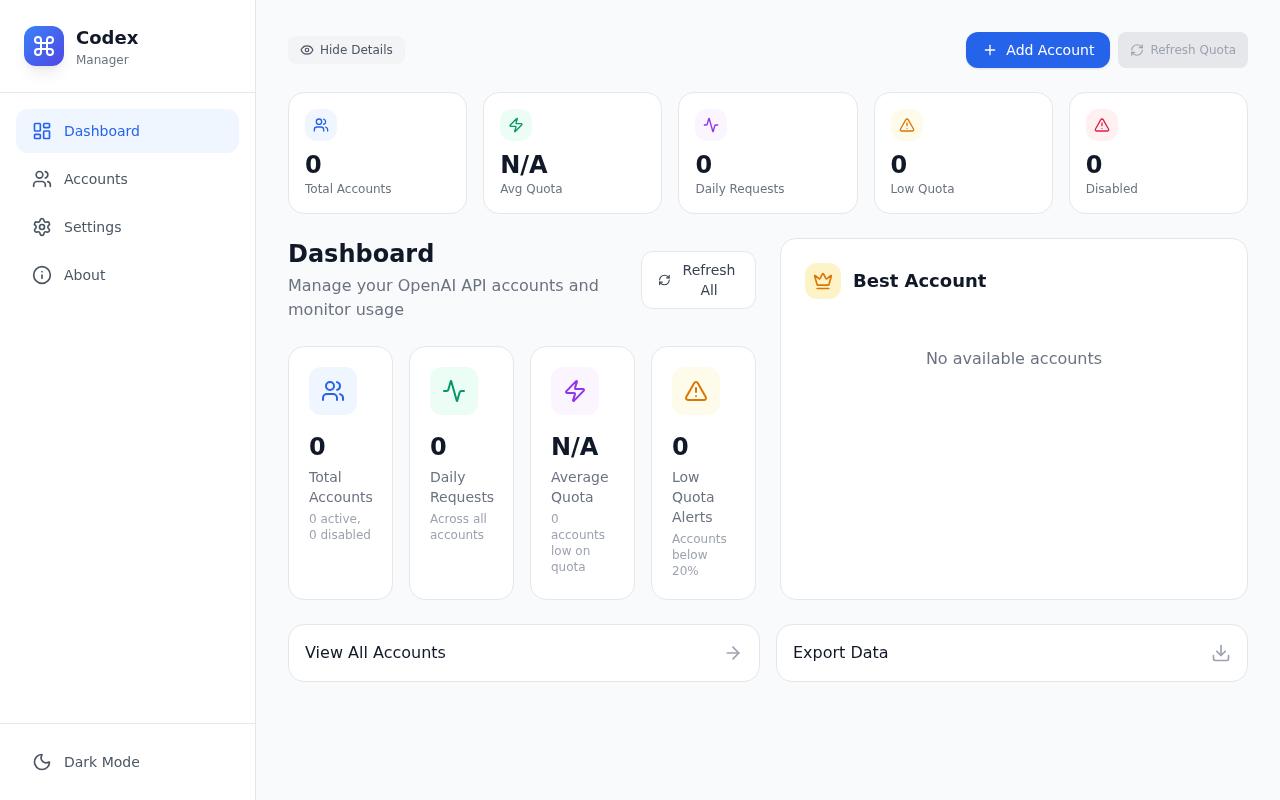 Codex
Manager
Dashboard
Accounts
Settings
About
Dark Mode
Hide Details
Add Account
Refresh Quota
0
Total Accounts
N/A
Avg Quota
0
Daily Requests
0
Low Quota
0
Disabled
Dashboard
Manage your OpenAI API accounts and
monitor usage
Refresh
All
0
Total
Accounts
0 active,
0 disabled
0
Daily
Requests
Across all
accounts
N/A
Average
Quota
0
accounts
low on
quota
0
Low
Quota
Alerts
Accounts
below
20%
Best Account
No available accounts
View All Accounts
Export Data